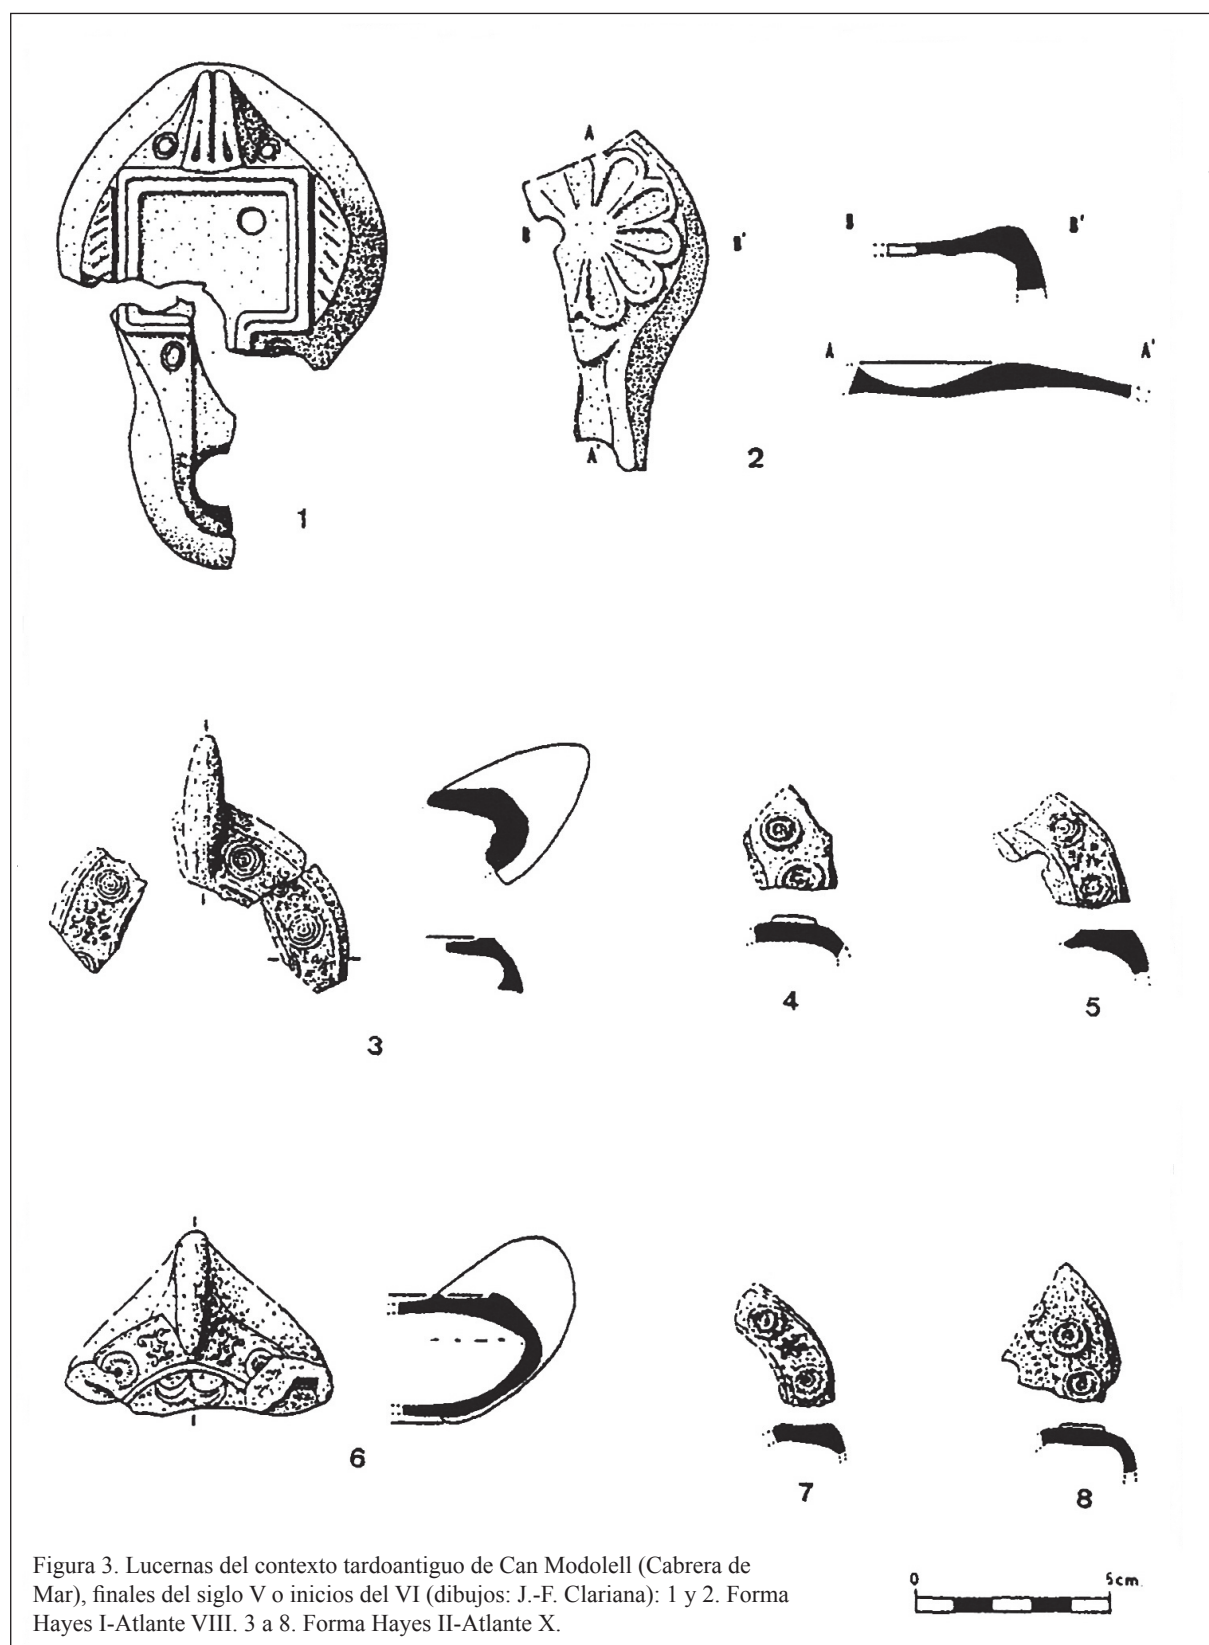 A
B
B'
A'
B
B'
A
A'
1
2
3
4
5
6
7
8
Figura 3. Lucernas del contexto tardoantiguo de Can Modolell (Cabrera de
Mar), finales del siglo V o inicios del VI (dibujos: J.-F. Clariana): 1 y 2. Forma
Hayes I-Atlante VIII. 3 a 8. Forma Hayes II-Atlante X.
0 5cm.